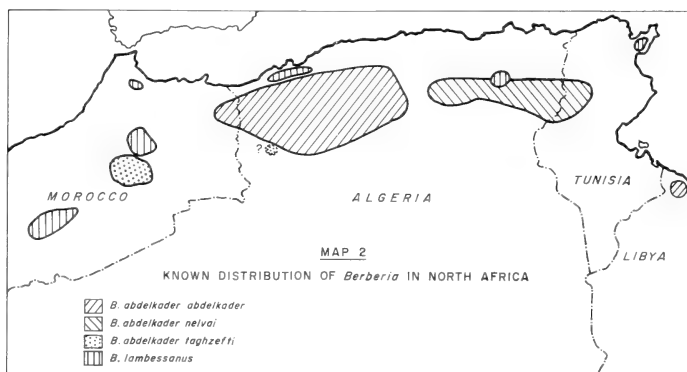 ?
MOROCCO
ALGERIA
TUNISIA
LIBYA
MAP 2
KNOWN DISTRIBUTION OF Berberia IN NORTH AFRICA
B. abdelkader abdelkader
B. abdelkader nelvai
B. abdelkader taghzefti
B. lambessanus